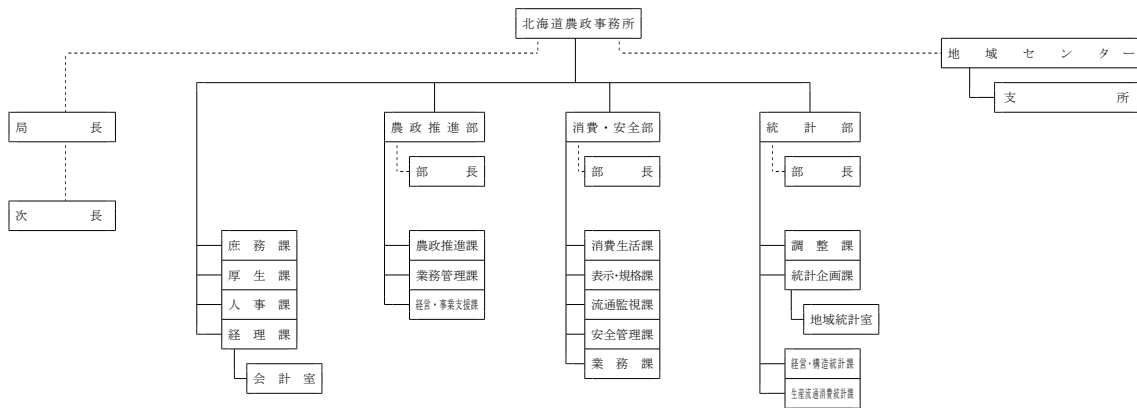 北海道農政事務所
地域センター
支所
局長
次長
農政推進部
消費・安全部
統計部
部長
部長
部長
庶務課
厚生課
人事課
経理課
会計室
農政推進課
業務管理課
経営・事業支援課
消費生活課
表示・規格課
流通監視課
安全管理課
業務課
調整課
統計企画課
地域統計室
経営・構造統計課
生産流通消費統計課